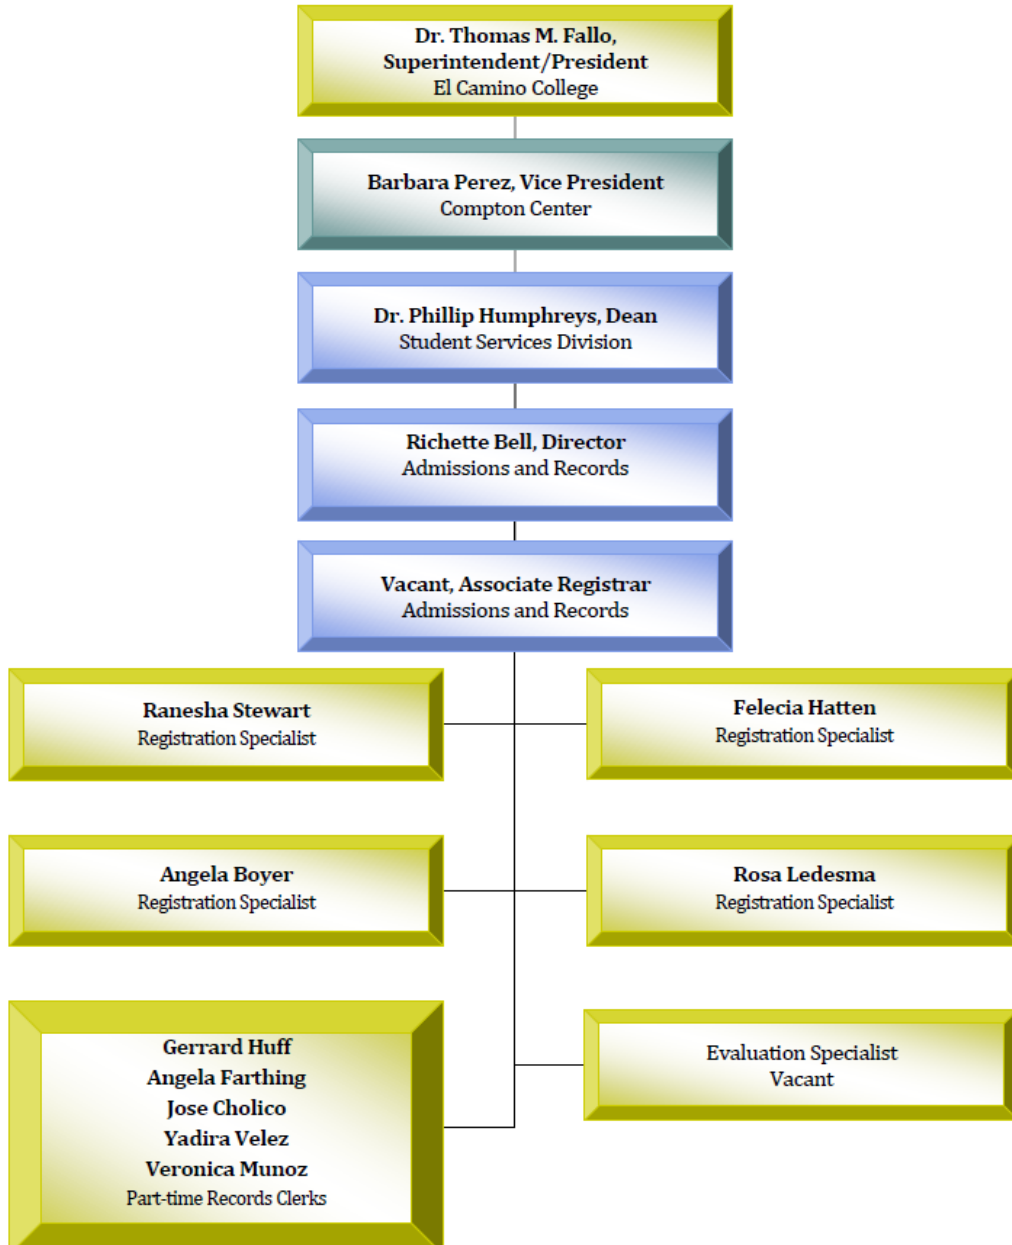 Dr. Thomas M. Fallo,
Superintendent/President
El Camino College
Barbara Perez, Vice President
Compton Center
Dr. Phillip Humphreys, Dean
Student Services Division
Richette Bell, Director
Admissions and Records
Vacant, Associate Registrar
Admissions and Records
Ranesha Stewart
Registration Specialist
Felecia Hatten
Registration Specialist
Angela Boyer
Registration Specialist
Rosa Ledesma
Registration Specialist
Gerrard Huff
Angela Farthing
Jose Cholico
Yadira Velez
Veronica Munoz
Part-time Records Clerks
Evaluation Specialist
Vacant